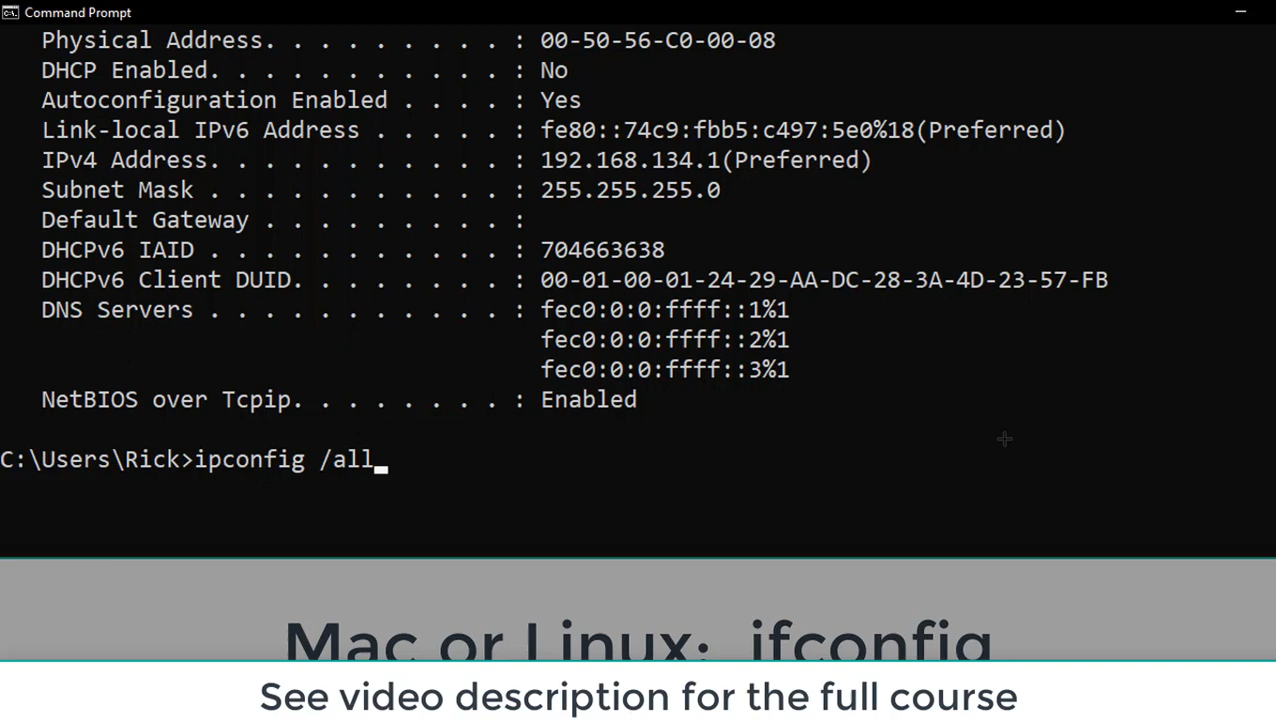 Command Prompt
Physical Address. . . . . . . . . : 00-50-56-C0-00-08
DHCP Enabled. . . . . . . . . . . : No
Autoconfiguration Enabled . . . . : Yes
Link-local IPv6 Address . . . . . : fe80::74c9:fbb5:c497:5e0%18(Preferred)
IPv4 Address. . . . . . . . . . . : 192.168.134.1(Preferred)
Subnet Mask . . . . . . . . . . . : 255.255.255.0
Default Gateway . . . . . . . . . :
DHCPv6 IAID . . . . . . . . . . . : 704663638
DHCPv6 Client DUID. . . . . . . . : 00-01-00-01-24-29-AA-DC-28-3A-4D-23-57-FB
DNS Servers . . . . . . . . . . . : fec0:0:0:ffff::1%1
fec0:0:0:ffff::2%1
fec0:0:0:ffff::3%1
NetBIOS over Tcpip. . . . . . . . : Enabled
C:\Users\Rick>ipconfig /all
Mac or Linux: ifconfig
See video description for the full course